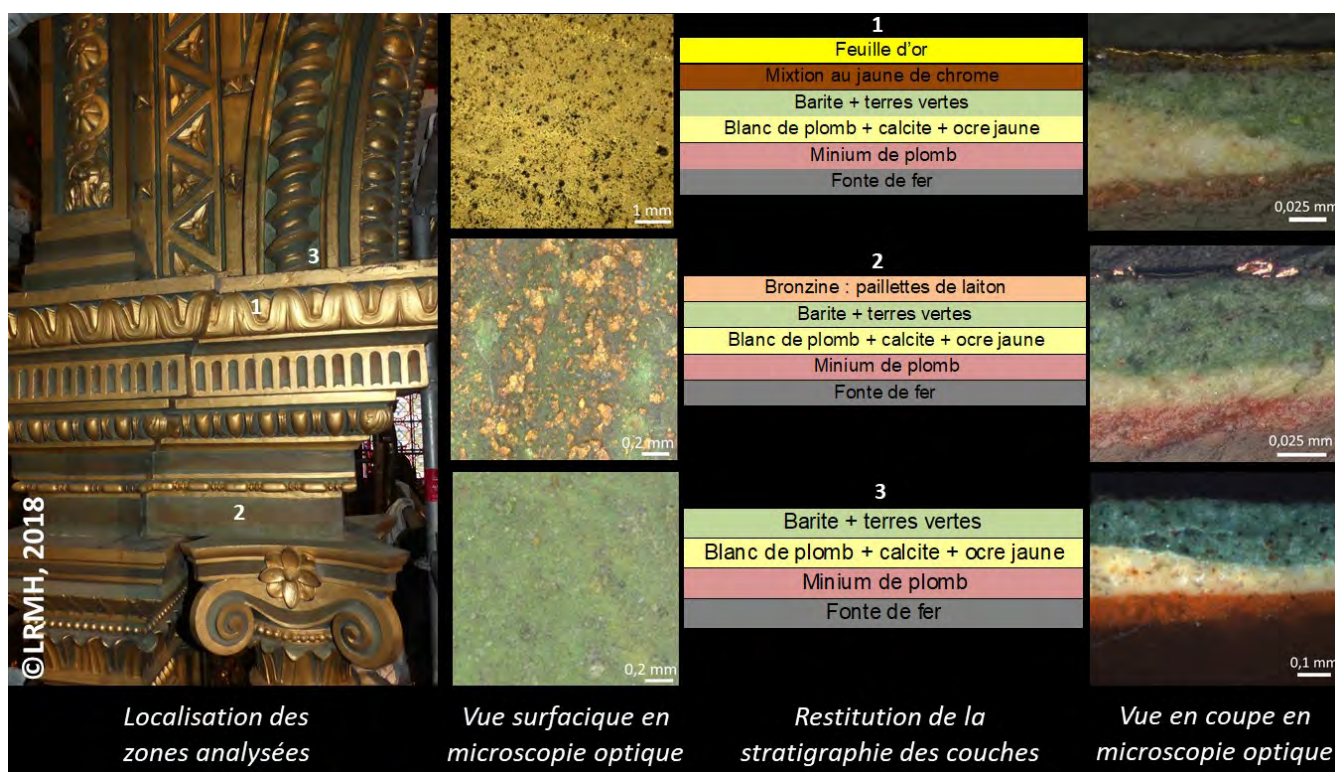 1
Feuille d'or
Mixtion au jaune de chrome
Barite + terres vertes
Blanc de plomb + calcite + ocre jaune
Minium de plomb
Fonte de fer
1 mm
0,025 mm
3
1
2
2
Bronzine : paillettes de laiton
Barite + terres vertes
Blanc de plomb + calcite + ocre jaune
Minium de plomb
Fonte de fer
0,2 mm
0,025 mm
3
Barite + terres vertes
Blanc de plomb + calcite + ocre jaune
Minium de plomb
Fonte de fer
0,2 mm
0,1 mm
©LRMH, 2018
Localisation des
zones analysées
Vue surfacique en
microscopie optique
Restitution de la
stratigraphie des couches
Vue en coupe en
microscopie optique